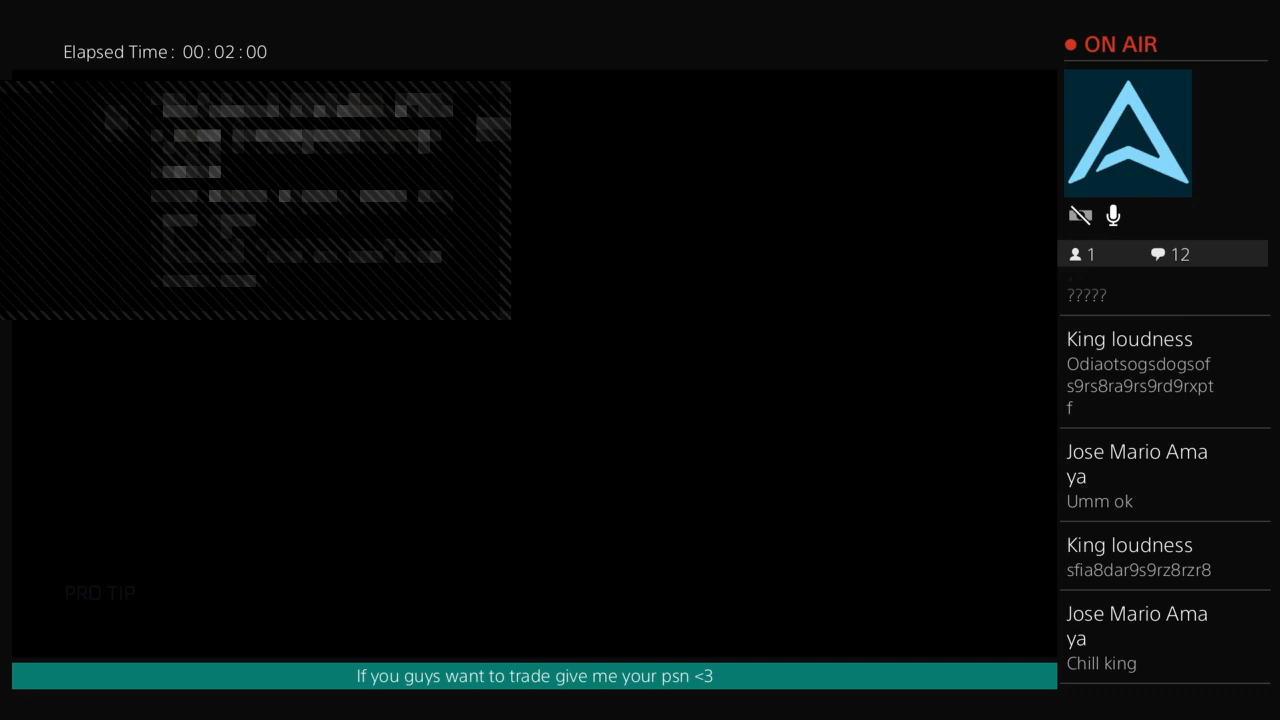 Elapsed Time: 00:02:00
ON AIR
1 12
?????
King loudness
Odiaotsogsdogsof
s9rs8ra9rs9rd9rxpt
f
Jose Mario Ama
ya
Umm ok
King loudness
sfia8dar9s9rz8rzr8
Jose Mario Ama
ya
Chill king
PRO TIP
If you guys want to trade give me your psn <3